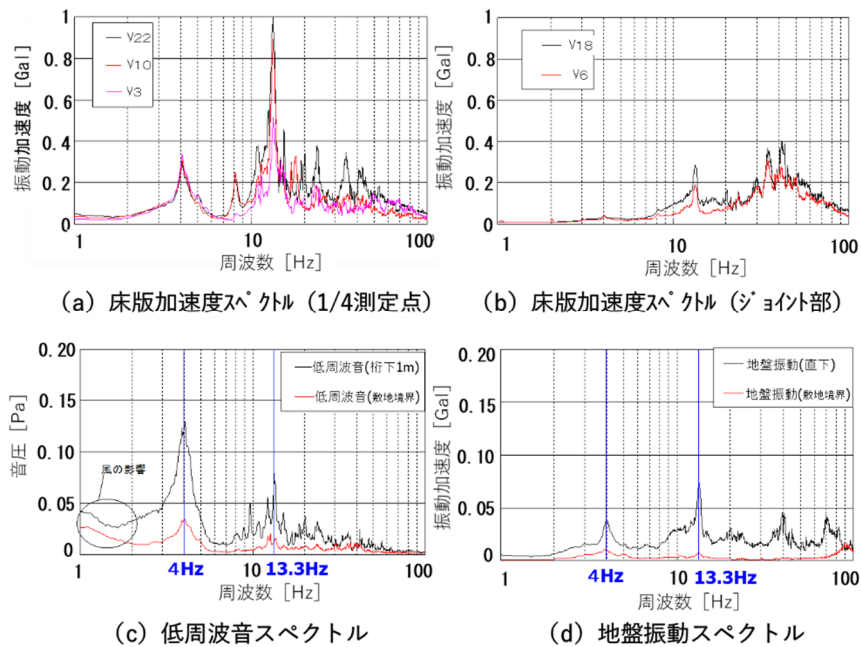 1
0.8
0.6
0.4
0.2
0
振動加速度 [Gal]
V22
V10
V3
1
10
100
周波数 [Hz]
(a) 床版加速度ｽﾍﾟｸﾄﾙ (1/4測定点)
(b)
1
0.8
0.6
0.4
0.2
0
振動加速度 [Gal]
V18
V6
1
10
100
周波数 [Hz]
(b) 床版加速度ｽﾍﾟｸﾄﾙ (ｼﾞｮｲﾝﾄ部)
0.20
0.15
0.10
0.05
0
音圧 [Pa]
低周波音(桁下1m)
低周波音(敷地境界)
風の影響
1
4Hz
10
13.3Hz
100
周波数 [Hz]
(c) 低周波音スペクトル
0.20
0.15
0.10
0.05
0
振動加速度 [Gal]
地盤振動(直下)
地盤振動(敷地境界)
1
4Hz
10
13.3Hz
100
周波数 [Hz]
(d) 地盤振動スペクトル